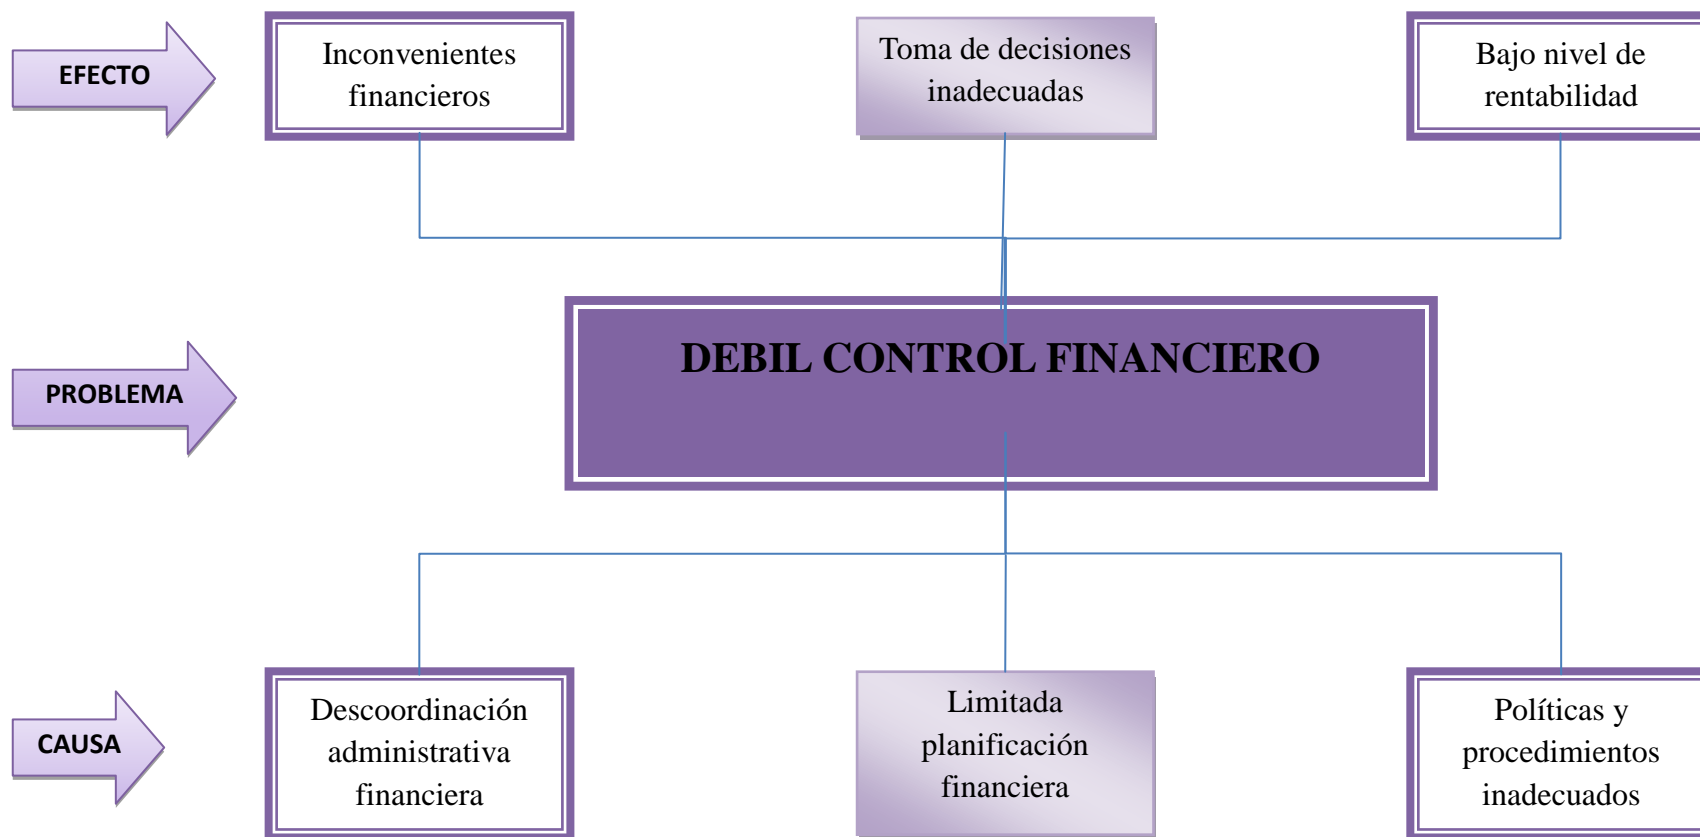 EFECTO
Inconvenientes
financieros
Toma de decisiones
inadecuadas
Bajo nivel de
rentabilidad
PROBLEMA
DEBIL CONTROL FINANCIERO
CAUSA
Descoordinación
administrativa
financiera
Limitada
planificación
financiera
Políticas y
procedimientos
inadecuados